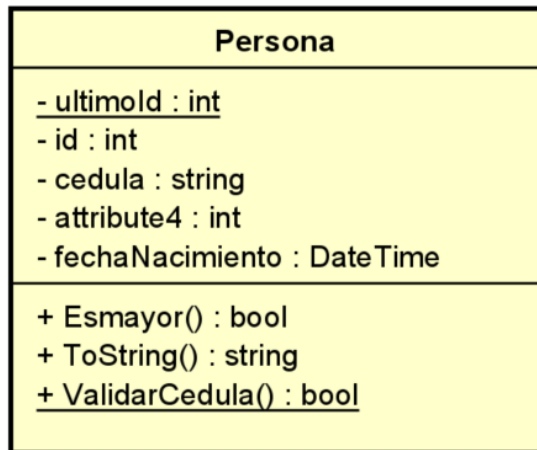 Persona
- ultimoId : int
- id : int
- cedula : string
- attribute4 : int
- fechaNacimiento : DateTime
+ Esmayor() : bool
+ ToString() : string
+ ValidarCedula() : bool